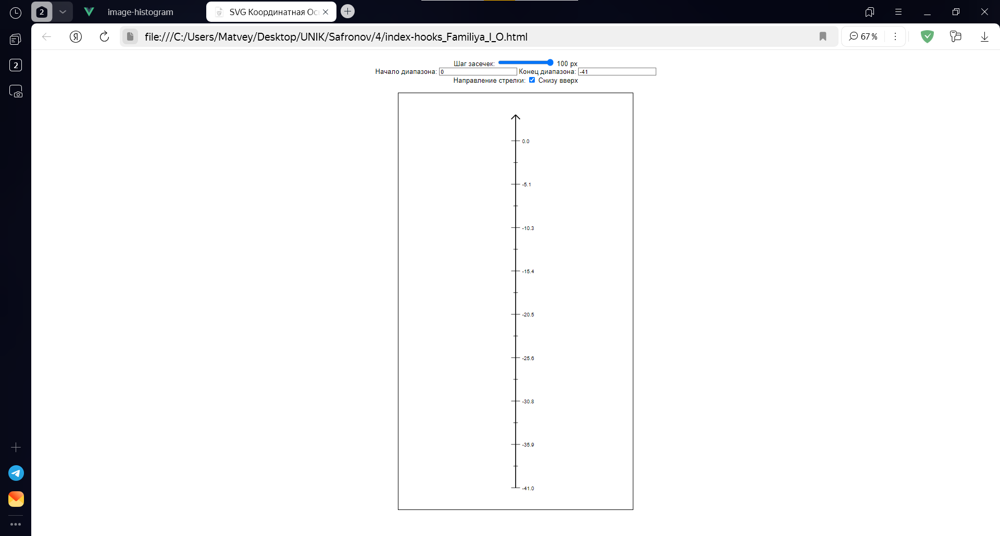 2
image-histogram
SVG Координатная Ос
file:///C:/Users/Matvey/Desktop/UNIK/Safronov/4/index-hooks_Familiya_I_O.html
67 %
2
Шаг засечек: 100 px
Начало диапазона: 0 Конец диапазона: -41
Направление стрелки: Снизу вверх
0.0
-5.1
-10.3
-15.4
-20.5
-25.6
-30.8
-35.9
-41.0